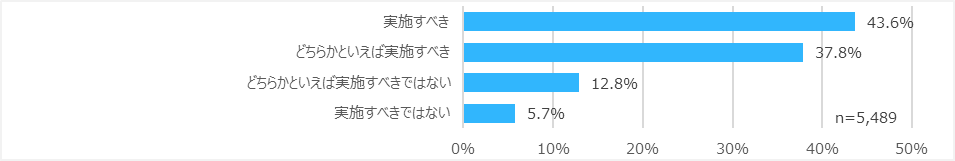 実施すべき 43.6%
どちらかといえば実施すべき 37.8%
どちらかといえば実施すべきではない 12.8%
実施すべきではない 5.7%
n=5,489
0% 10% 20% 30% 40% 50%